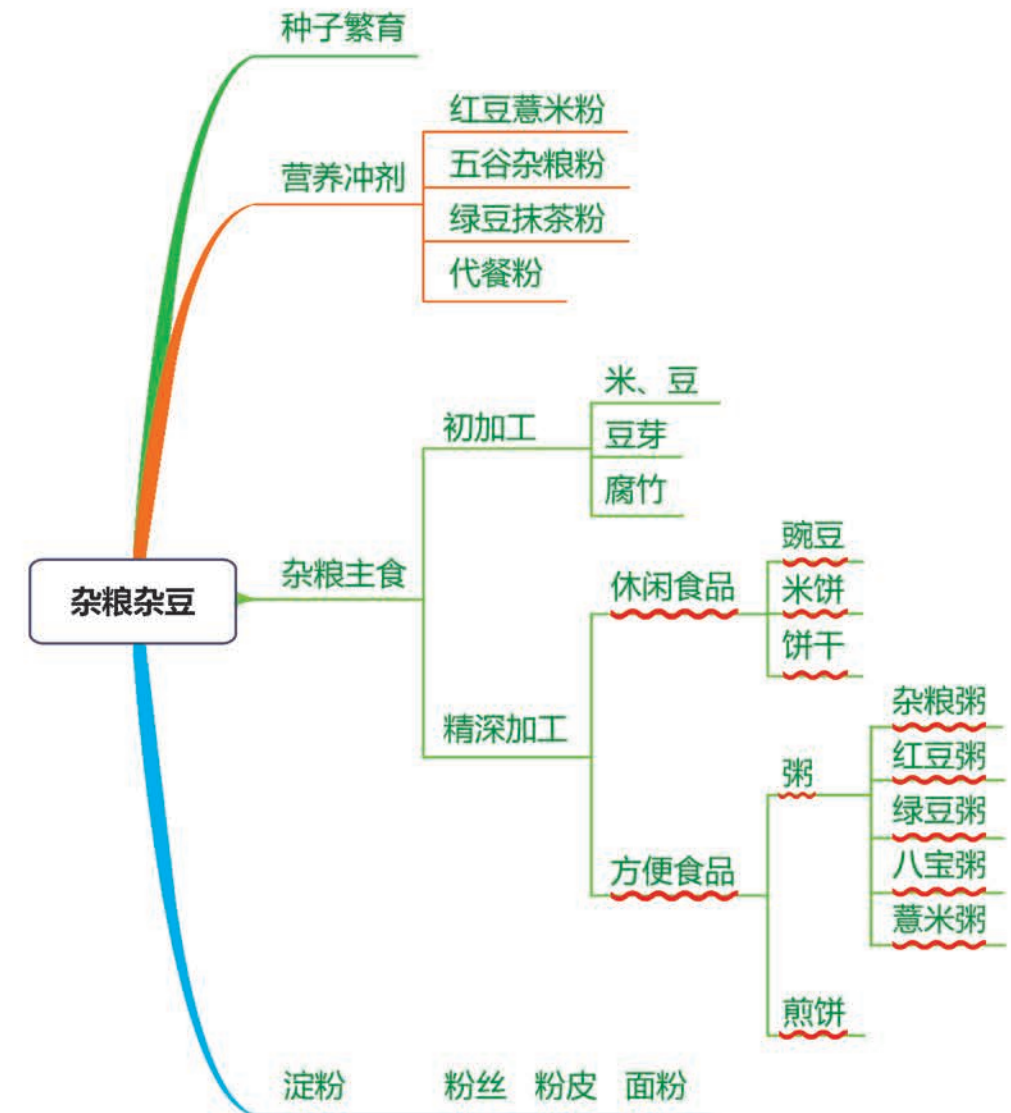 种子繁育
营养冲剂
红豆薏米粉
五谷杂粮粉
绿豆抹茶粉
代餐粉
杂粮杂豆
杂粮主食
初加工
米、豆
豆芽
腐竹
精深加工
休闲食品
豌豆
米饼
饼干
方便食品
粥
杂粮粥
红豆粥
绿豆粥
八宝粥
薏米粥
煎饼
淀粉
粉丝 粉皮 面粉